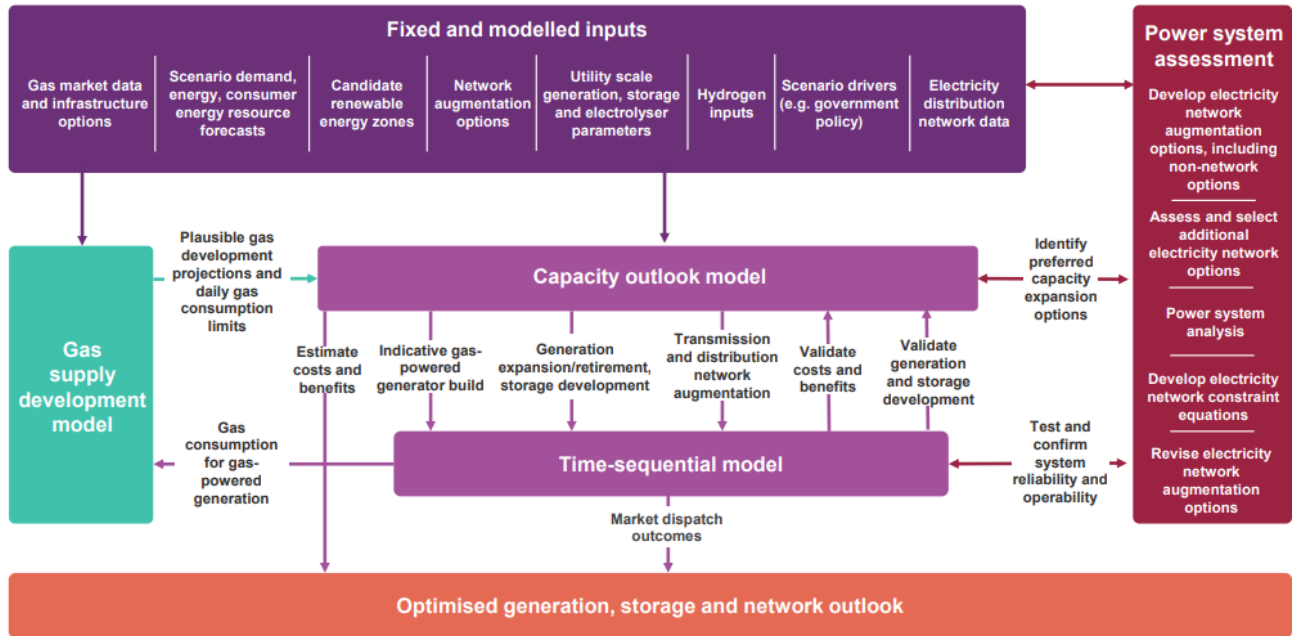 Fixed and modelled inputs
Gas market data
and infrastructure
options
Scenario demand,
energy, consumer
energy resource
forecasts
Candidate
renewable
energy zones
Network
augmentation
options
Utility scale
generation, storage
and electrolyser
parameters
Hydrogen
inputs
Scenario drivers
(e.g. government
policy)
Electricity
distribution
network data
Power system
assessment
Develop electricity
network
augmentation
options, including
non-network
options
Assess and select
additional
electricity network
options
Power system
analysis
Develop electricity
network constraint
equations
Revise electricity
network
augmentation
options
Gas
supply
development
model
Plausible gas
development
projections and
daily gas
consumption
limits
Capacity outlook model
Identify
preferred
capacity
expansion
options
Estimate
costs and
benefits
Indicative gas-
powered
generator build
Generation
expansion/retirement,
storage development
Transmission
and distribution
network
augmentation
Validate
costs and
benefits
Validate
generation
and storage
development
Gas
consumption
for gas-
powered
generation
Time-sequential model
Test and
confirm
system
reliability and
operability
Market dispatch
outcomes
Optimised generation, storage and network outlook